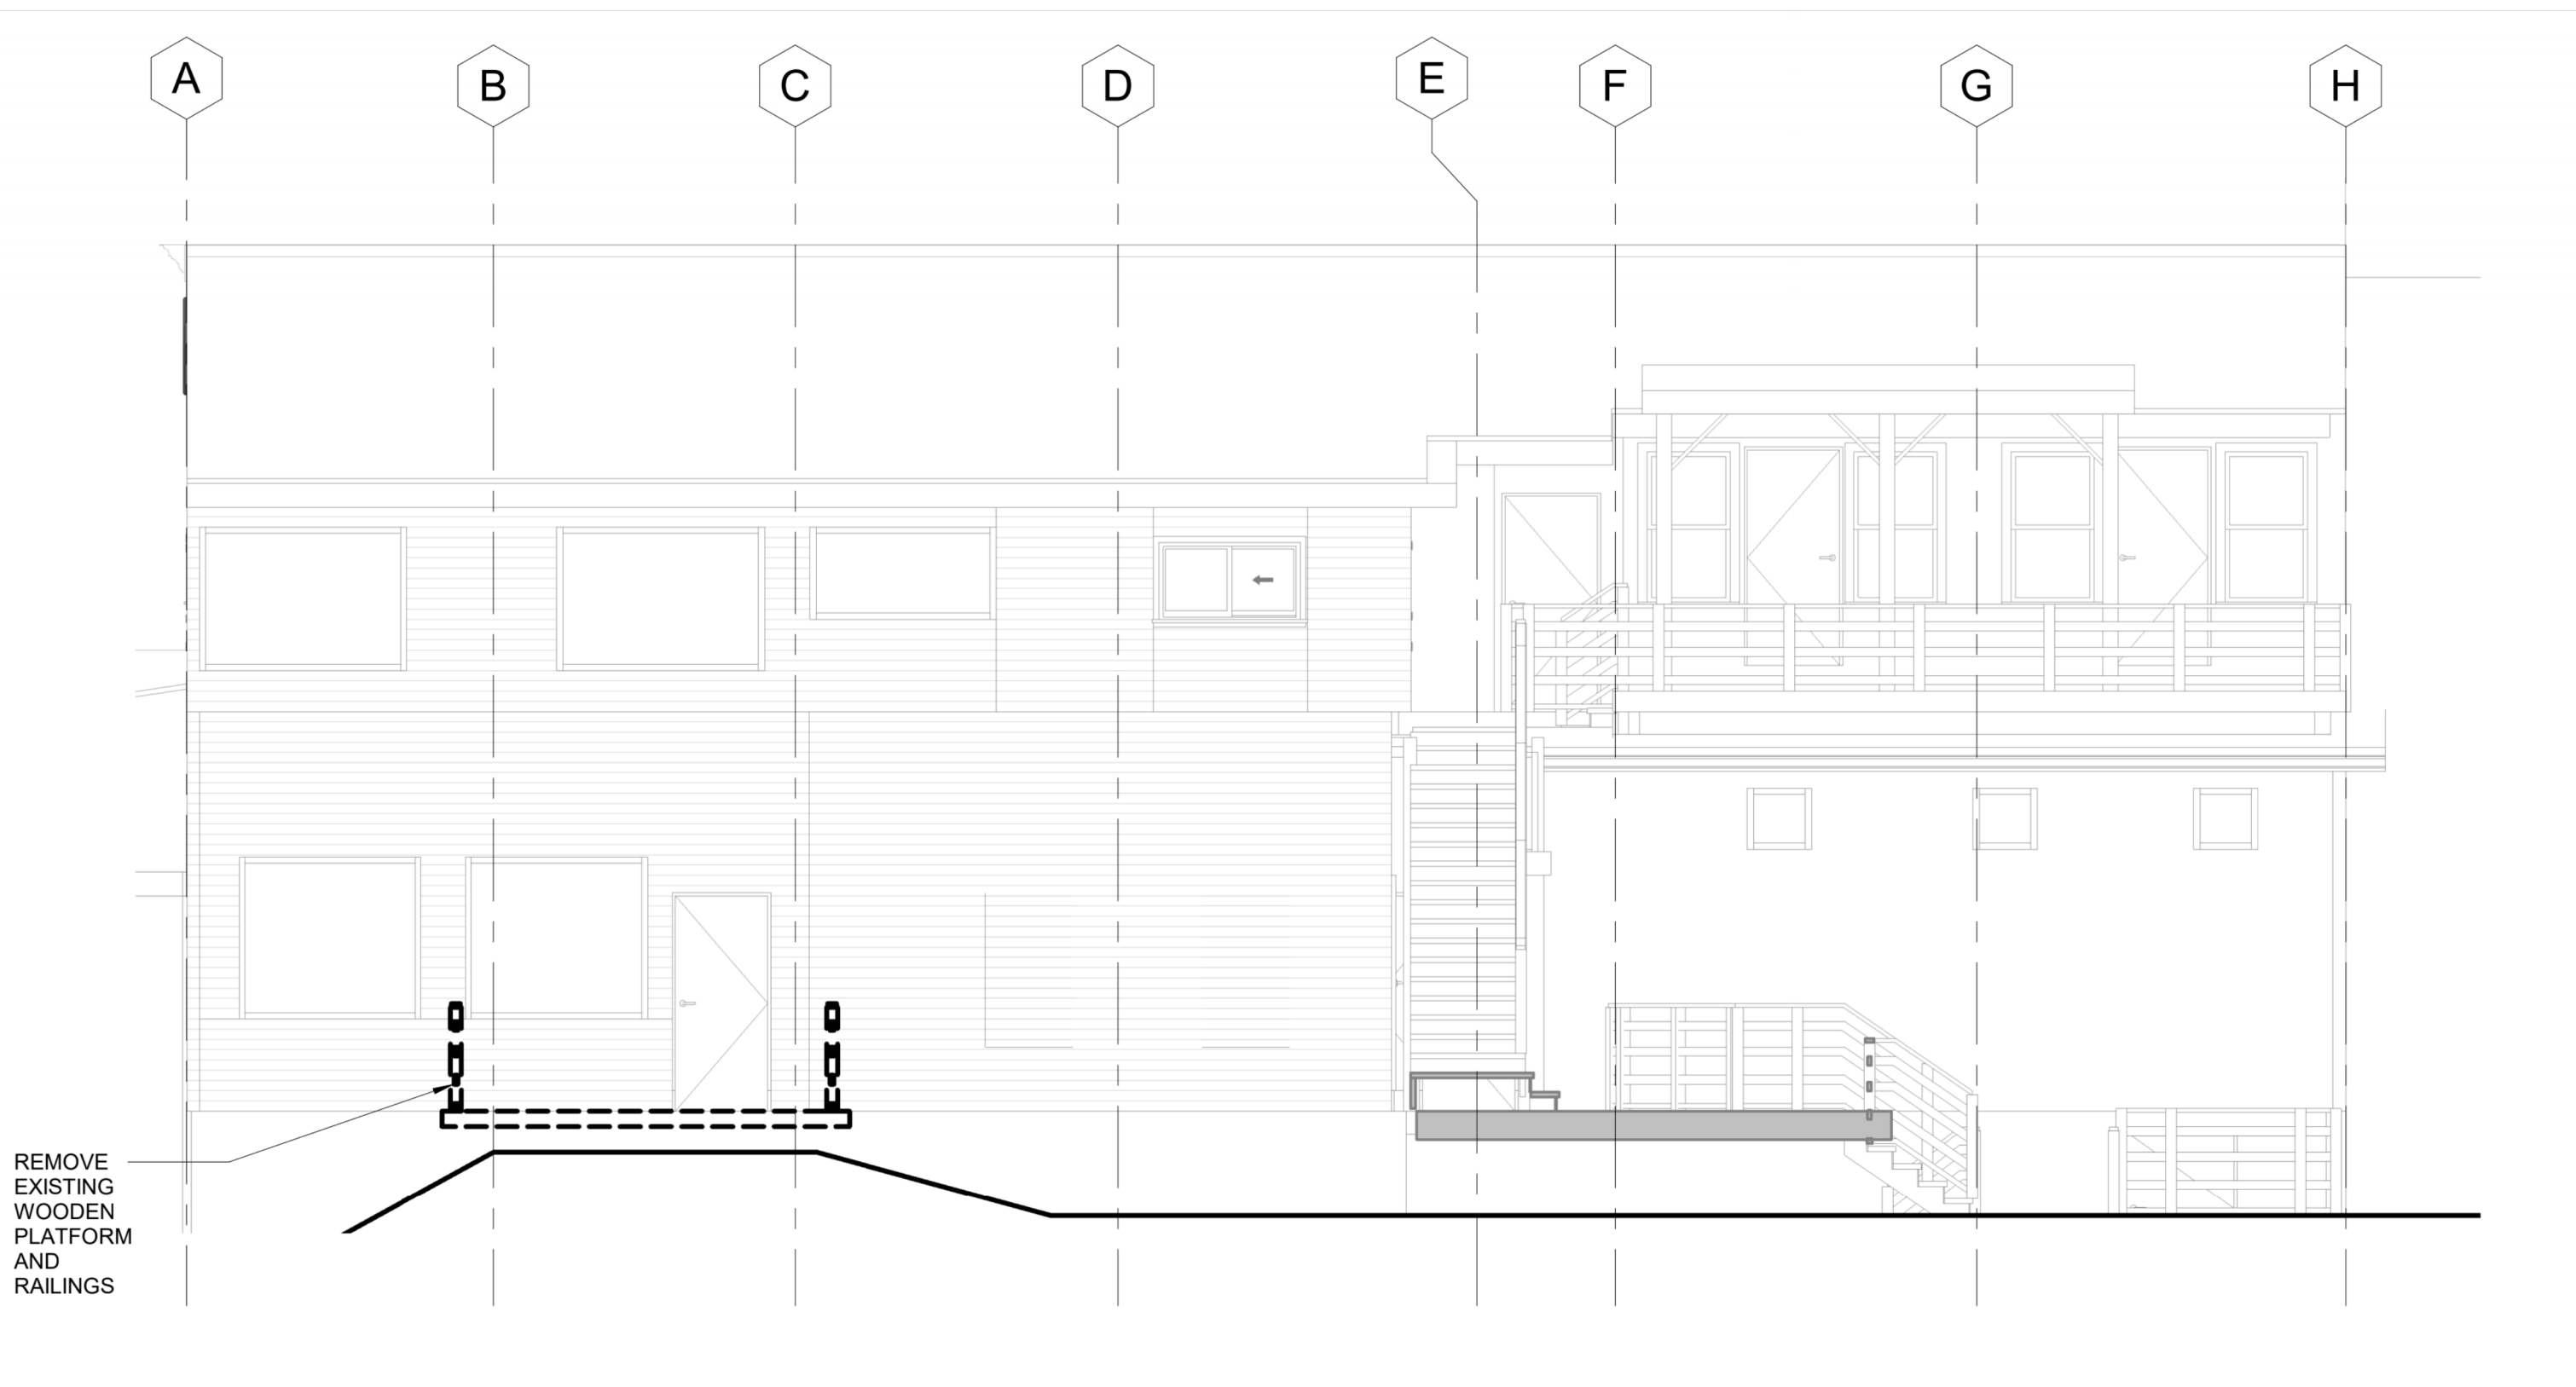 A B C D E F G H
REMOVE
EXISTING
WOODEN
PLATFORM
AND
RAILINGS